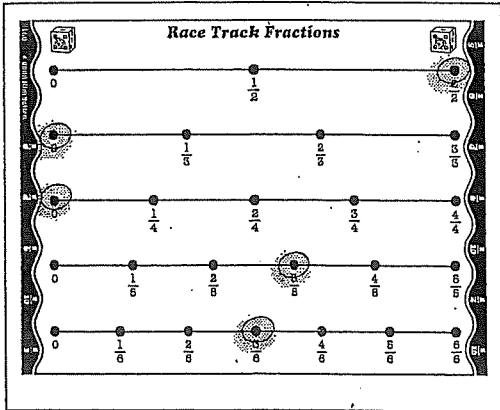 Race Track Fractions
0 1/2 2/2
0 1/3 2/3 3/3
0 1/4 2/4 3/4 4/4
0 1/5 2/5 3/5 4/5 5/5
0 1/6 2/6 3/6 4/6 5/6 6/6